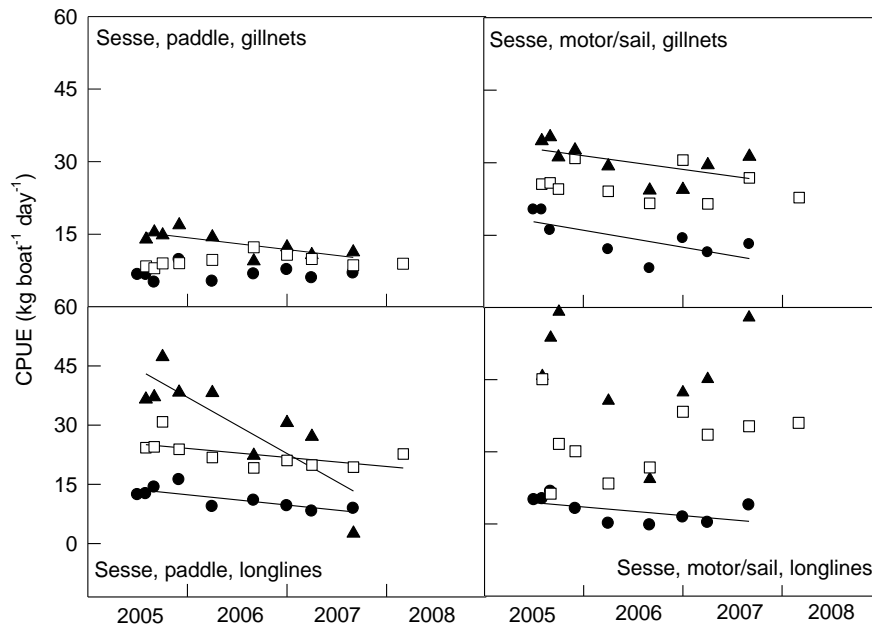 60
Sesse, paddle, gillnets
Sesse, motor/sail, gillnets
45
30
15
60
CPUE (kg boat⁻¹ day⁻¹)
45
30
15
0
Sesse, paddle, longlines
Sesse, motor/sail, longlines
2005 2006 2007 2008 2005 2006 2007 2008